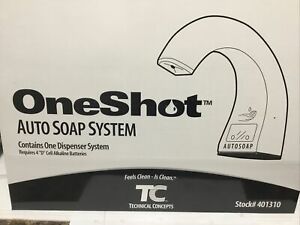 OneShot™
AUTO SOAP SYSTEM
Contains One Dispenser System
Requires 4 "D" Cell Alkaline Batteries
AUTOSOAP
Feels Clean - Is Clean.™
TC
TECHNICAL CONCEPTS
Stock# 401310